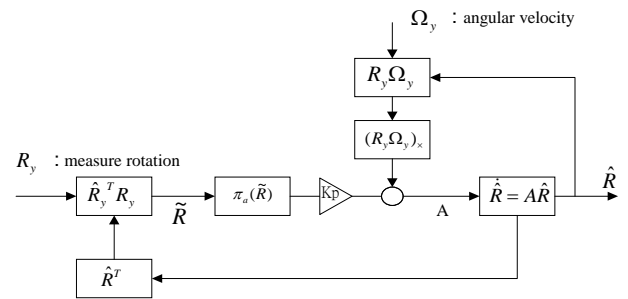 Ω_y : angular velocity
R_yΩ_y
(R_yΩ_y)_×
R_y : measure rotation
R̂_y^T R_y
R̃
π_a(R̃)
Kp
A
Ṙ̂ = AR̂
R̂
R̂^T